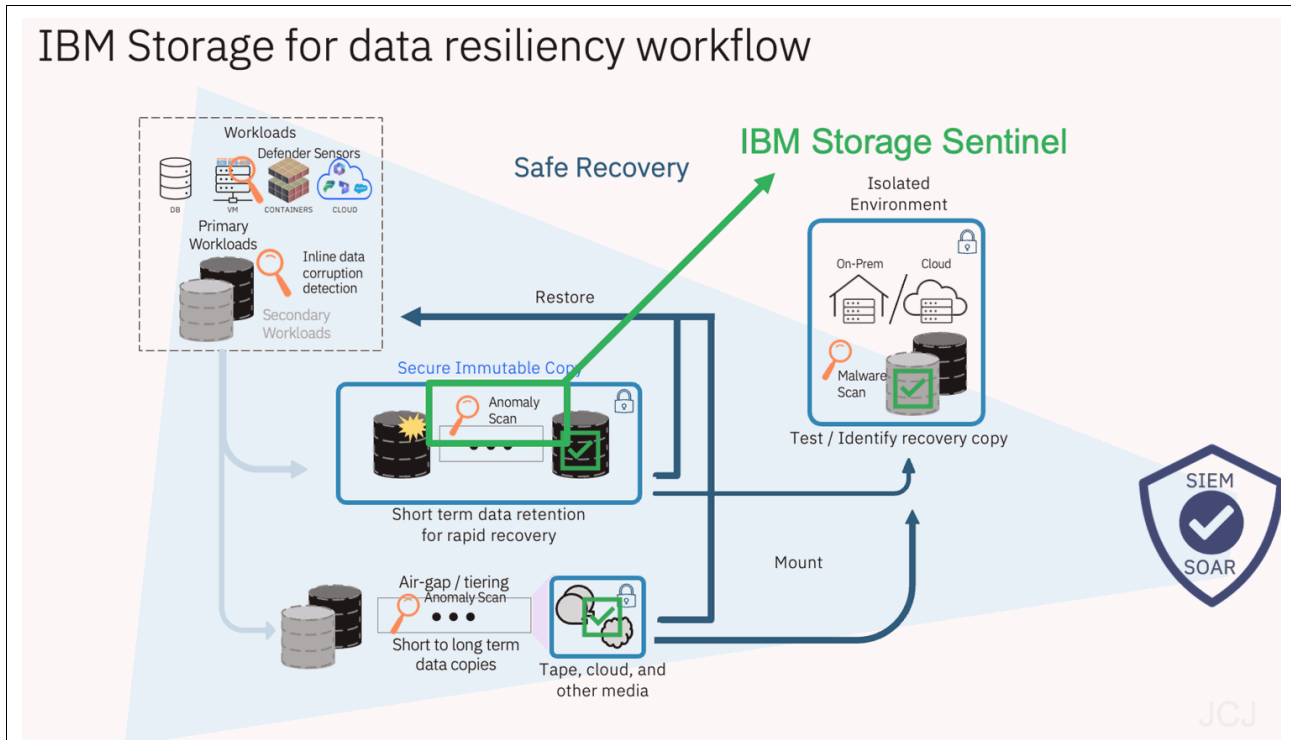 IBM Storage for data resiliency workflow
Workloads
Defender Sensors
DB
VM
CONTAINERS
CLOUD
Primary
Workloads
Inline data
corruption
detection
Secondary
Workloads
Safe Recovery
IBM Storage Sentinel
Isolated
Environment
On-Prem
Cloud
Malware
Scan
Test / Identify recovery copy
Restore
Secure Immutable Copy
Anomaly
Scan
Short term data retention
for rapid recovery
Mount
Air-gap / tiering
Anomaly Scan
Short to long term
data copies
Tape, cloud, and
other media
SIEM
SOAR
JCJ